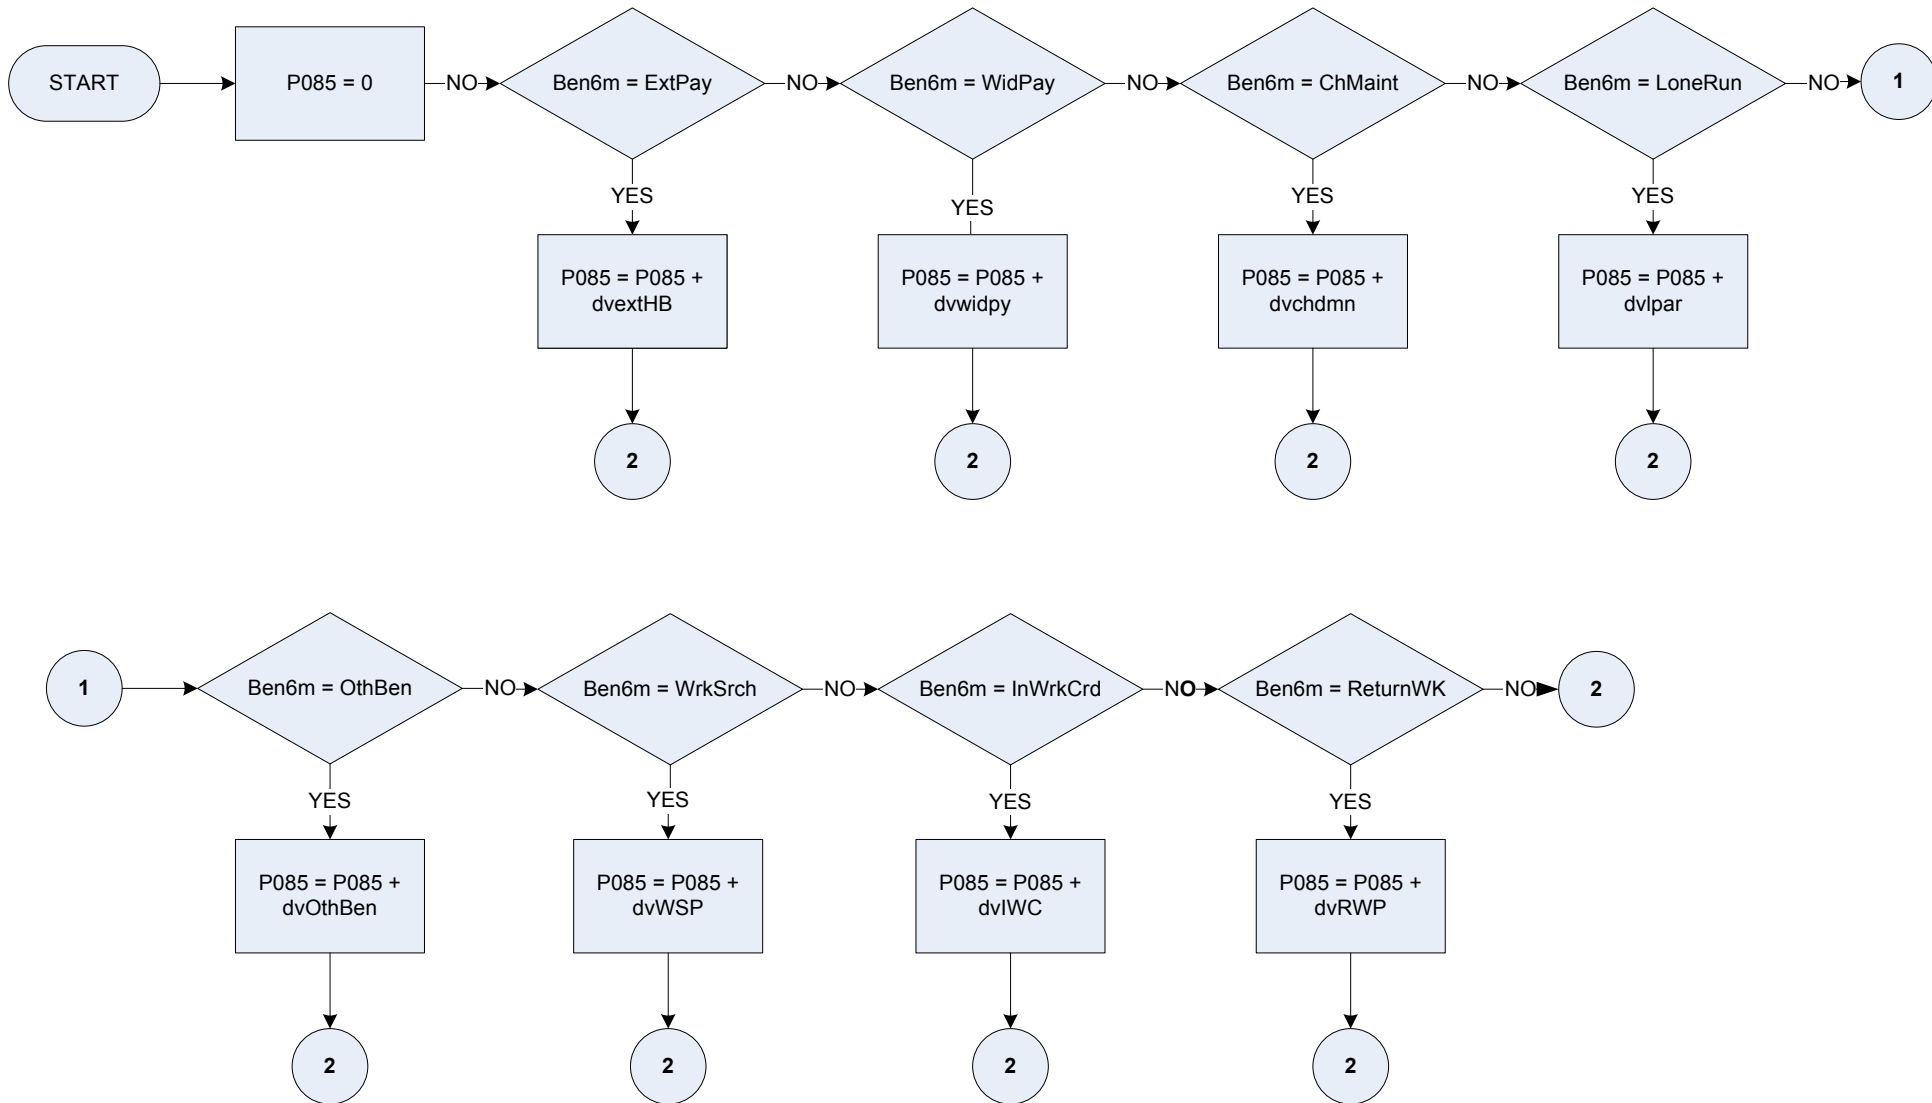 START
P085 = 0
NO
Ben6m = ExtPay
NO
Ben6m = WidPay
NO
Ben6m = ChMaint
NO
Ben6m = LoneRun
NO
1
YES
YES
YES
YES
P085 = P085 +
dvextHB
P085 = P085 +
dvwidpy
P085 = P085 +
dvchdmn
P085 = P085 +
dvlpar
2
2
2
2
1
Ben6m = OthBen
NO
Ben6m = WrkSrch
NO
Ben6m = InWrkCrd
NO
Ben6m = ReturnWK
NO
2
YES
YES
YES
YES
P085 = P085 +
dvOthBen
P085 = P085 +
dvWSP
P085 = P085 +
dvIWC
P085 = P085 +
dvRWP
2
2
2
2